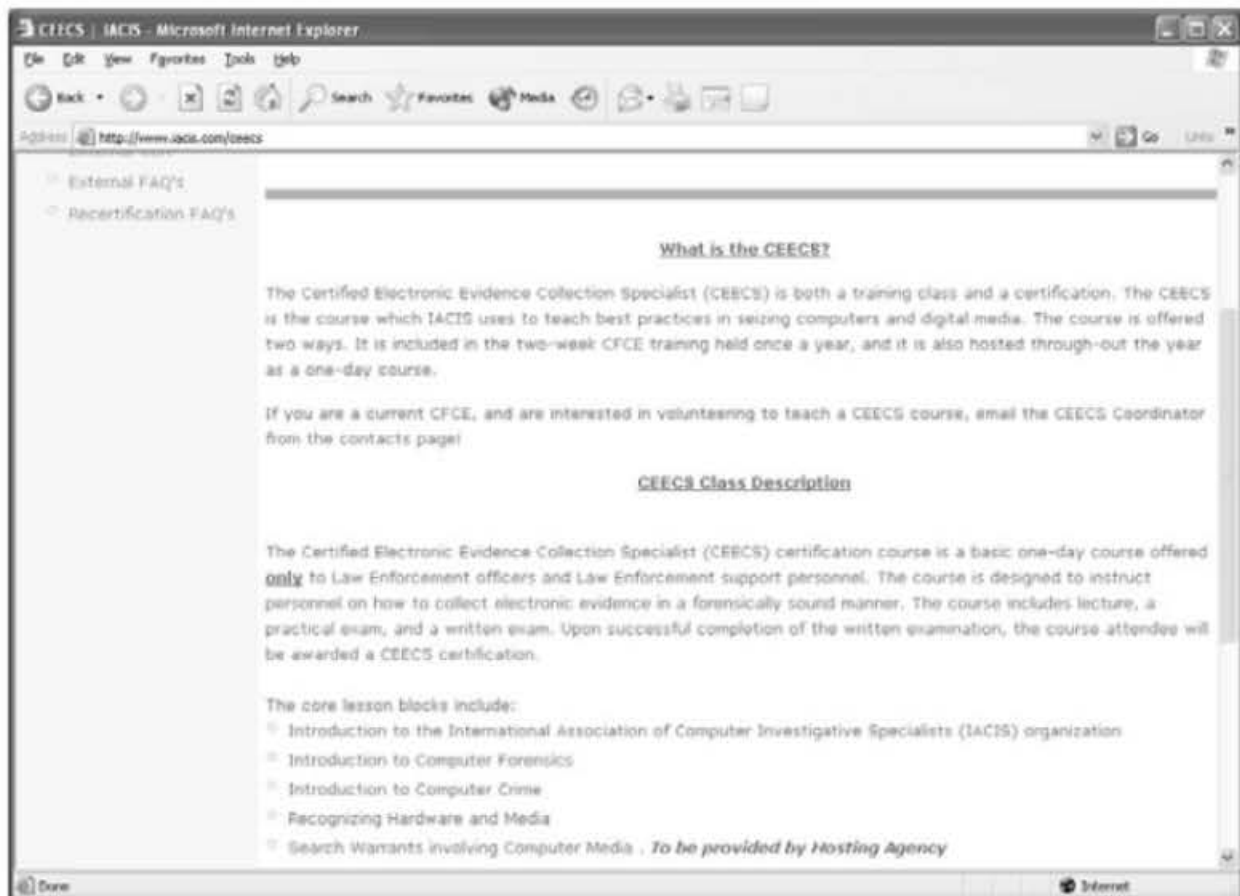 CEECS | IACIS - Microsoft Internet Explorer
File Edit View Favorites Tools Help
Back Search Favorites Media
Address http://www.iacis.com/ceecs Go Links »
External FAQ's
Recertification FAQ's
What is the CEECS?
The Certified Electronic Evidence Collection Specialist (CEECS) is both a training class and a certification. The CEECS
is the course which IACIS uses to teach best practices in seizing computers and digital media. The course is offered
two ways. It is included in the two-week CFCE training held once a year, and it is also hosted through-out the year
as a one-day course.
If you are a current CFCE, and are interested in volunteering to teach a CEECS course, email the CEECS Coordinator
from the contacts page!
CEECS Class Description
The Certified Electronic Evidence Collection Specialist (CEECS) certification course is a basic one-day course offered
only to Law Enforcement officers and Law Enforcement support personnel. The course is designed to instruct
personnel on how to collect electronic evidence in a forensically sound manner. The course includes lecture, a
practical exam, and a written exam. Upon successful completion of the written examination, the course attendee will
be awarded a CEECS certification.
The core lesson blocks include:
Introduction to the International Association of Computer Investigative Specialists (IACIS) organization
Introduction to Computer Forensics
Introduction to Computer Crime
Recognizing Hardware and Media
Search Warrants involving Computer Media . To be provided by Hosting Agency
Done Internet